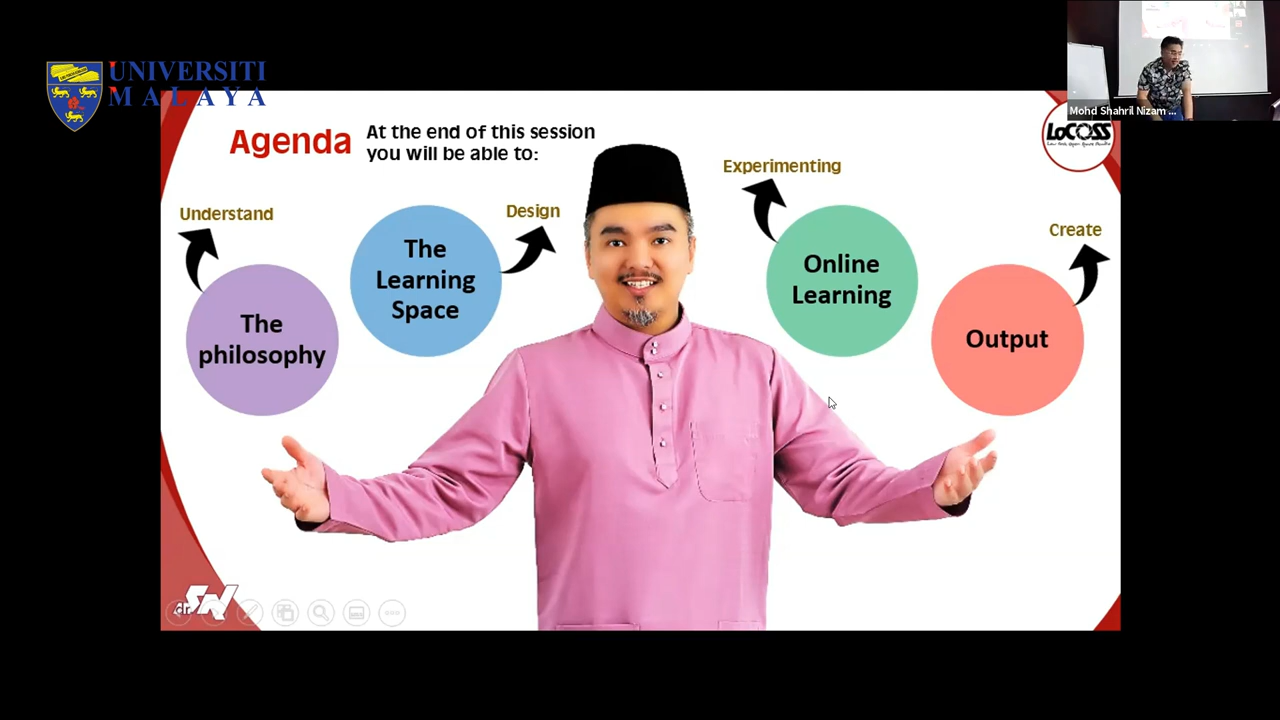 UNIVERSITI
MALAYA
Mohd Shahril Nizam ...
LoCOSS
Agenda
At the end of this session
you will be able to:
Understand
The
philosophy
Design
The
Learning
Space
Experimenting
Online
Learning
Create
Output
dr.SN